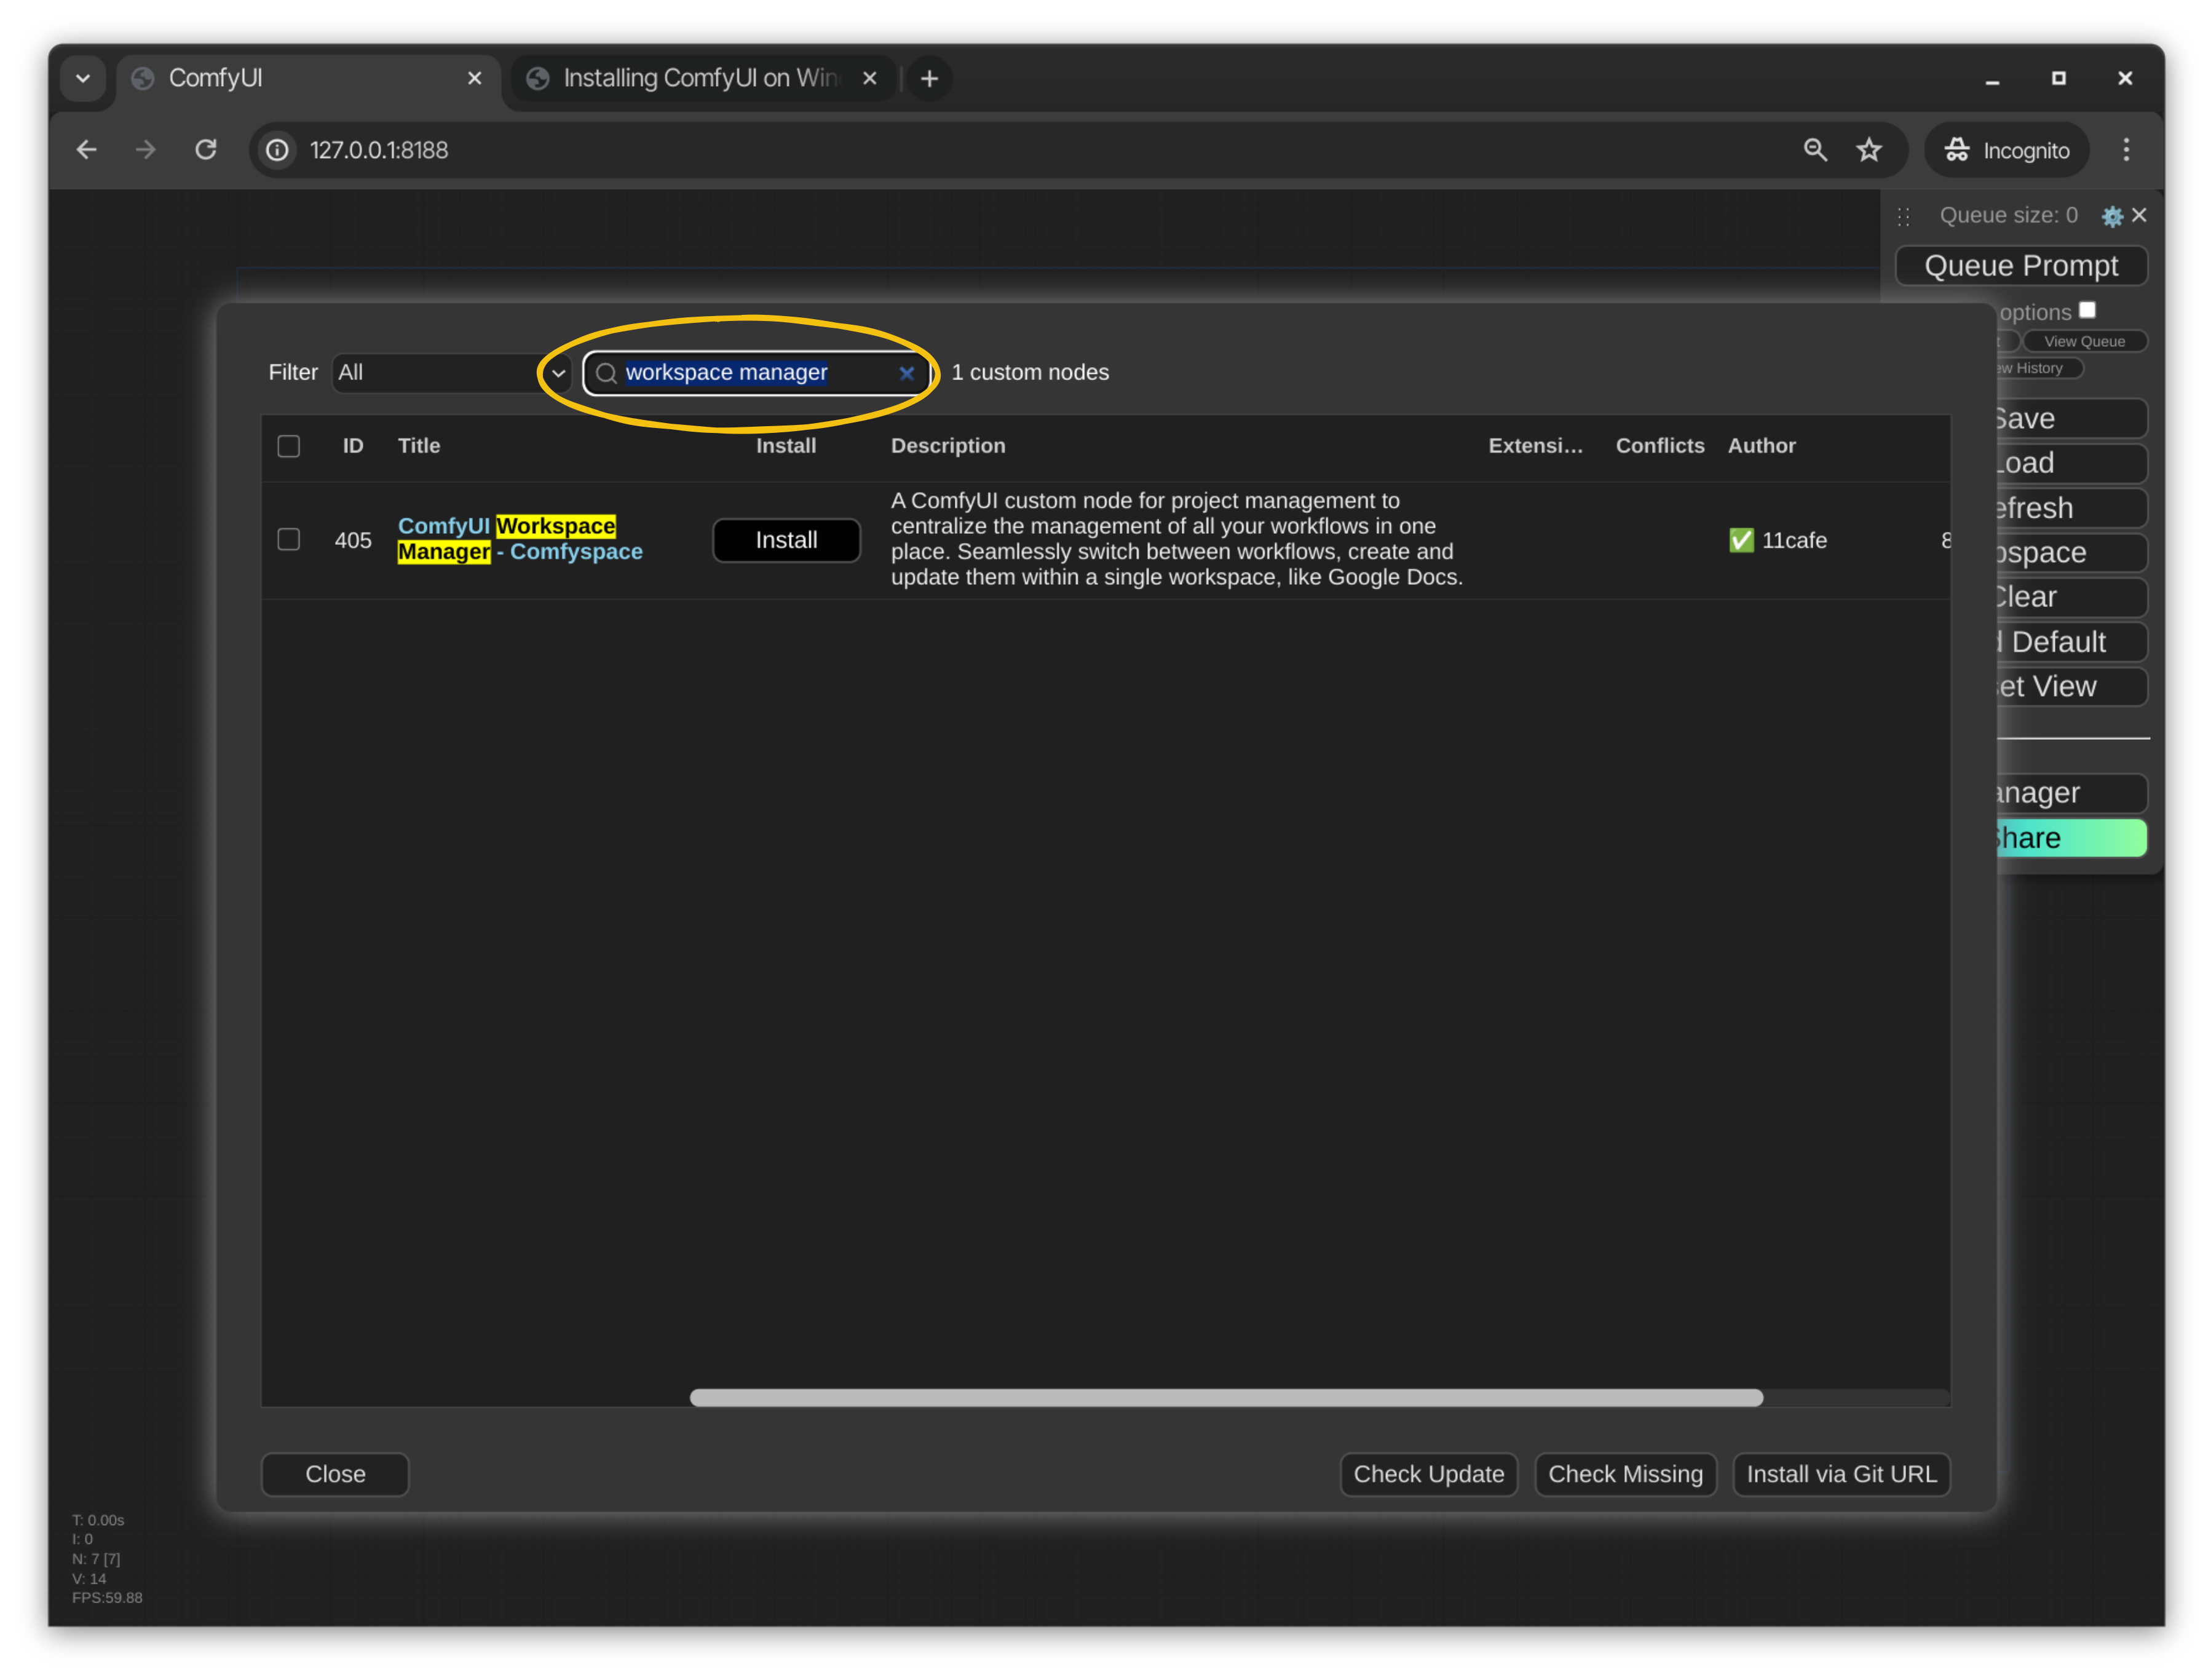 ComfyUI
Installing ComfyUI on Win
127.0.0.1:8188
Incognito
Queue size: 0
Queue Prompt
options
View Queue
History
Filter
All
workspace manager
1 custom nodes
ID
Title
Install
Description
Extensi...
Conflicts
Author
405
ComfyUI Workspace
Manager - Comfyspace
Install
A ComfyUI custom node for project management to
centralize the management of all your workflows in one
place. Seamlessly switch between workflows, create and
update them within a single workspace, like Google Docs.
✅ 11cafe
8
Save
Load
efresh
pspace
Clear
Default
et View
anager
Share
Close
Check Update
Check Missing
Install via Git URL
T: 0.00s
I: 0
N: 7 [7]
V: 14
FPS:59.88